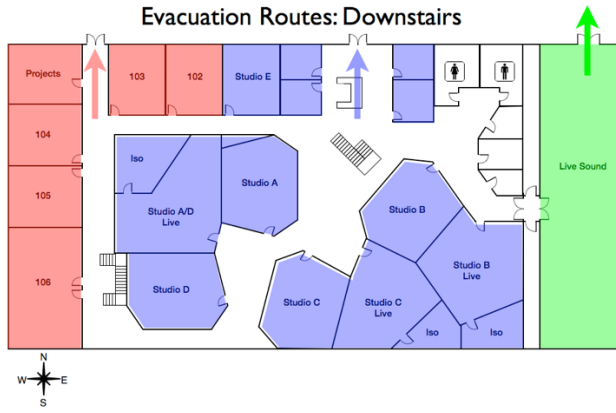 Evacuation Routes: Downstairs
Projects
103
102
Studio E
104
Iso
Studio A
Live Sound
105
Studio A/D
Live
Studio B
106
Studio B
Live
Studio D
Studio C
Studio C
Live
Iso
Iso
N
W
E
S